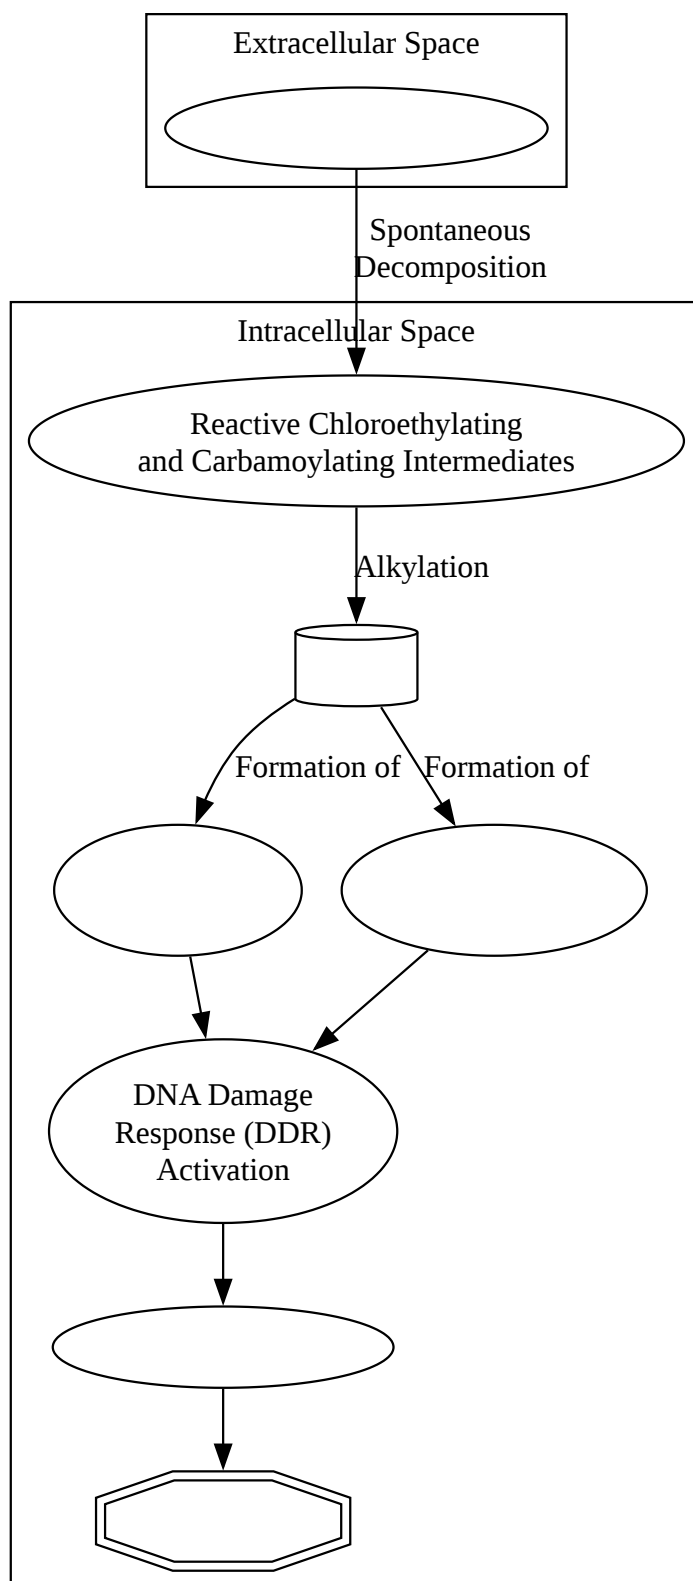 Extracellular Space
Spontaneous
Decomposition
Intracellular Space
Reactive Chloroethylating
and Carbamoylating Intermediates
Alkylation
Formation of
Formation of
DNA Damage
Response (DDR)
Activation